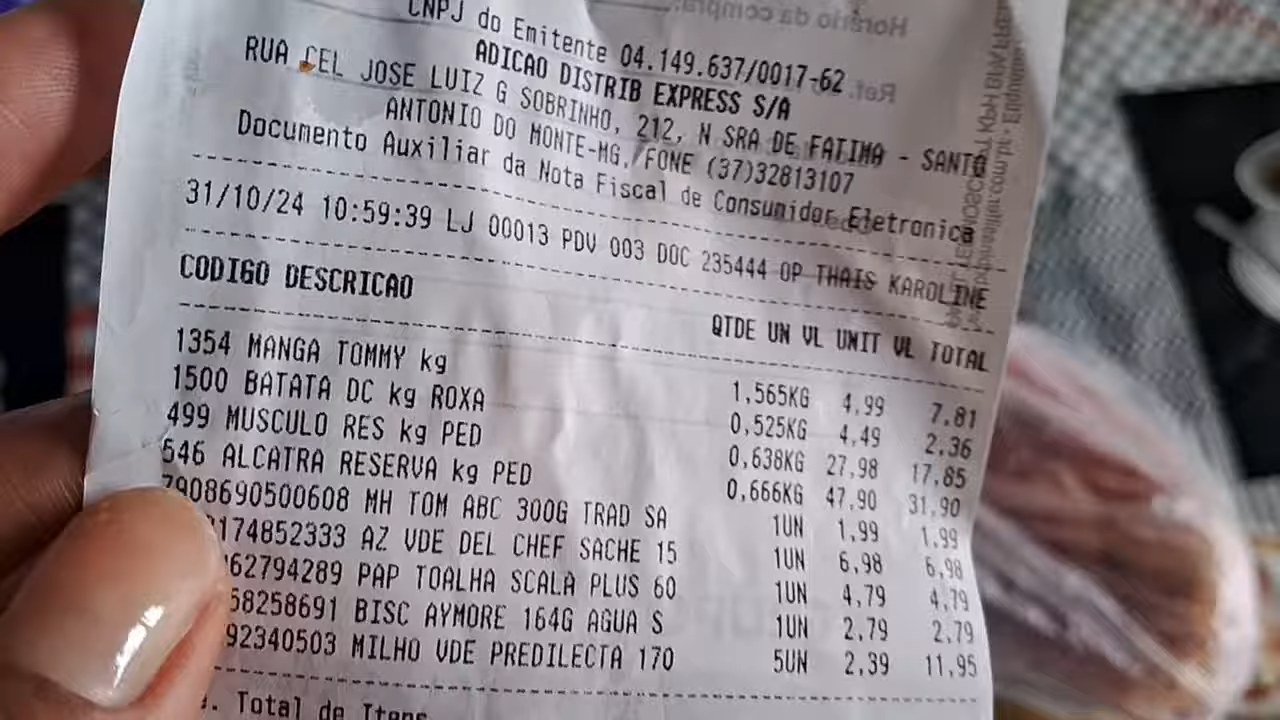 CNPJ do Emitente 04.149.637/0017-62
ADICAO DISTRIB EXPRESS S/A
RUA CEL JOSE LUIZ G SOBRINHO, 212, N SRA DE FATIMA - SANTO
ANTONIO DO MONTE-MG, FONE (37)32813107
Documento Auxiliar da Nota Fiscal de Consumidor Eletronica
31/10/24 10:59:39 LJ 00013 PDV 003 DOC 235444 OP THAIS KAROLINE
CODIGO DESCRICAO QTDE UN VL UNIT VL TOTAL
1354 MANGA TOMMY kg 1,565KG 4,99 7,81
1500 BATATA DC kg ROXA 0,525KG 4,49 2,36
499 MUSCULO RES kg PED 0,638KG 27,98 17,85
546 ALCATRA RESERVA kg PED 0,666KG 47,90 31,90
7908690500608 MH TOM ABC 300G TRAD SA 1UN 1,99 1,99
174852333 AZ VDE DEL CHEF SACHE 15 1UN 6,98 6,98
62794289 PAP TOALHA SCALA PLUS 60 1UN 4,79 4,79
58258691 BISC AYMORE 164G AGUA S 1UN 2,79 2,79
92340503 MILHO VDE PREDILECTA 170 5UN 2,39 11,95
. Total de Itens